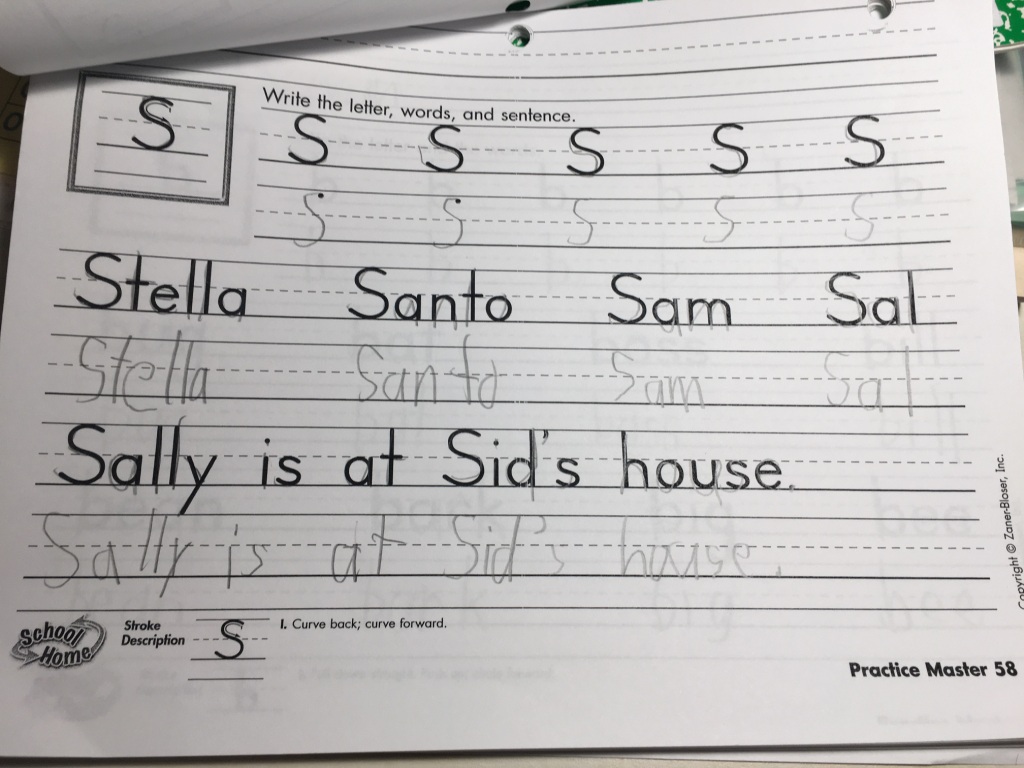 Write the letter, words, and sentence.
S
S S S S S
S S S S S
Stella Santo Sam Sal
Stella Santo Sam Sal
Sally is at Sid's house.
Sally is at Sid's house.
School Home
Stroke Description
S
1. Curve back; curve forward.
Practice Master 58
Copyright © Zaner-Bloser, Inc.